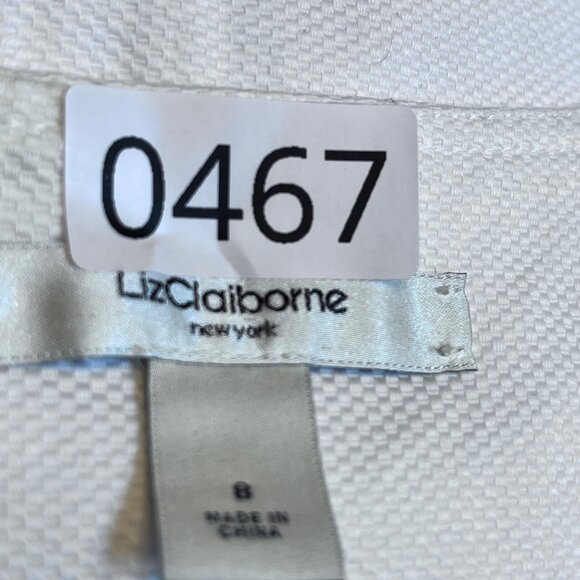 0467
LizClaiborne
new york
8
MADE IN
CHINA